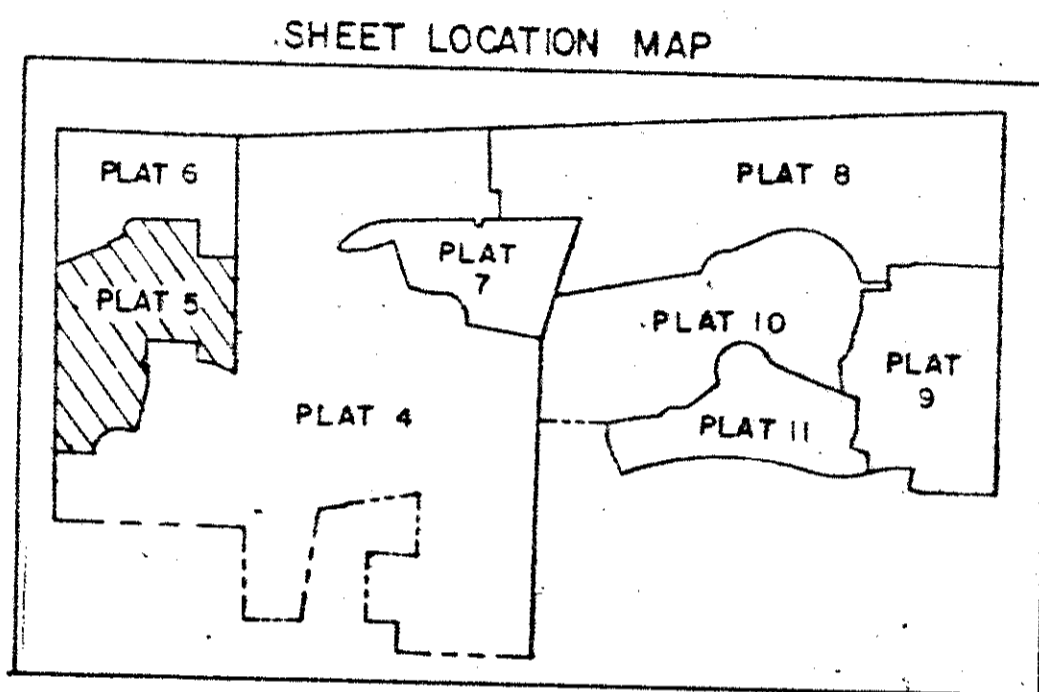 SHEET LOCATION MAP
PLAT 6
PLAT 8
PLAT
7
PLAT 5
PLAT 10
PLAT
9
PLAT 4
PLAT 11